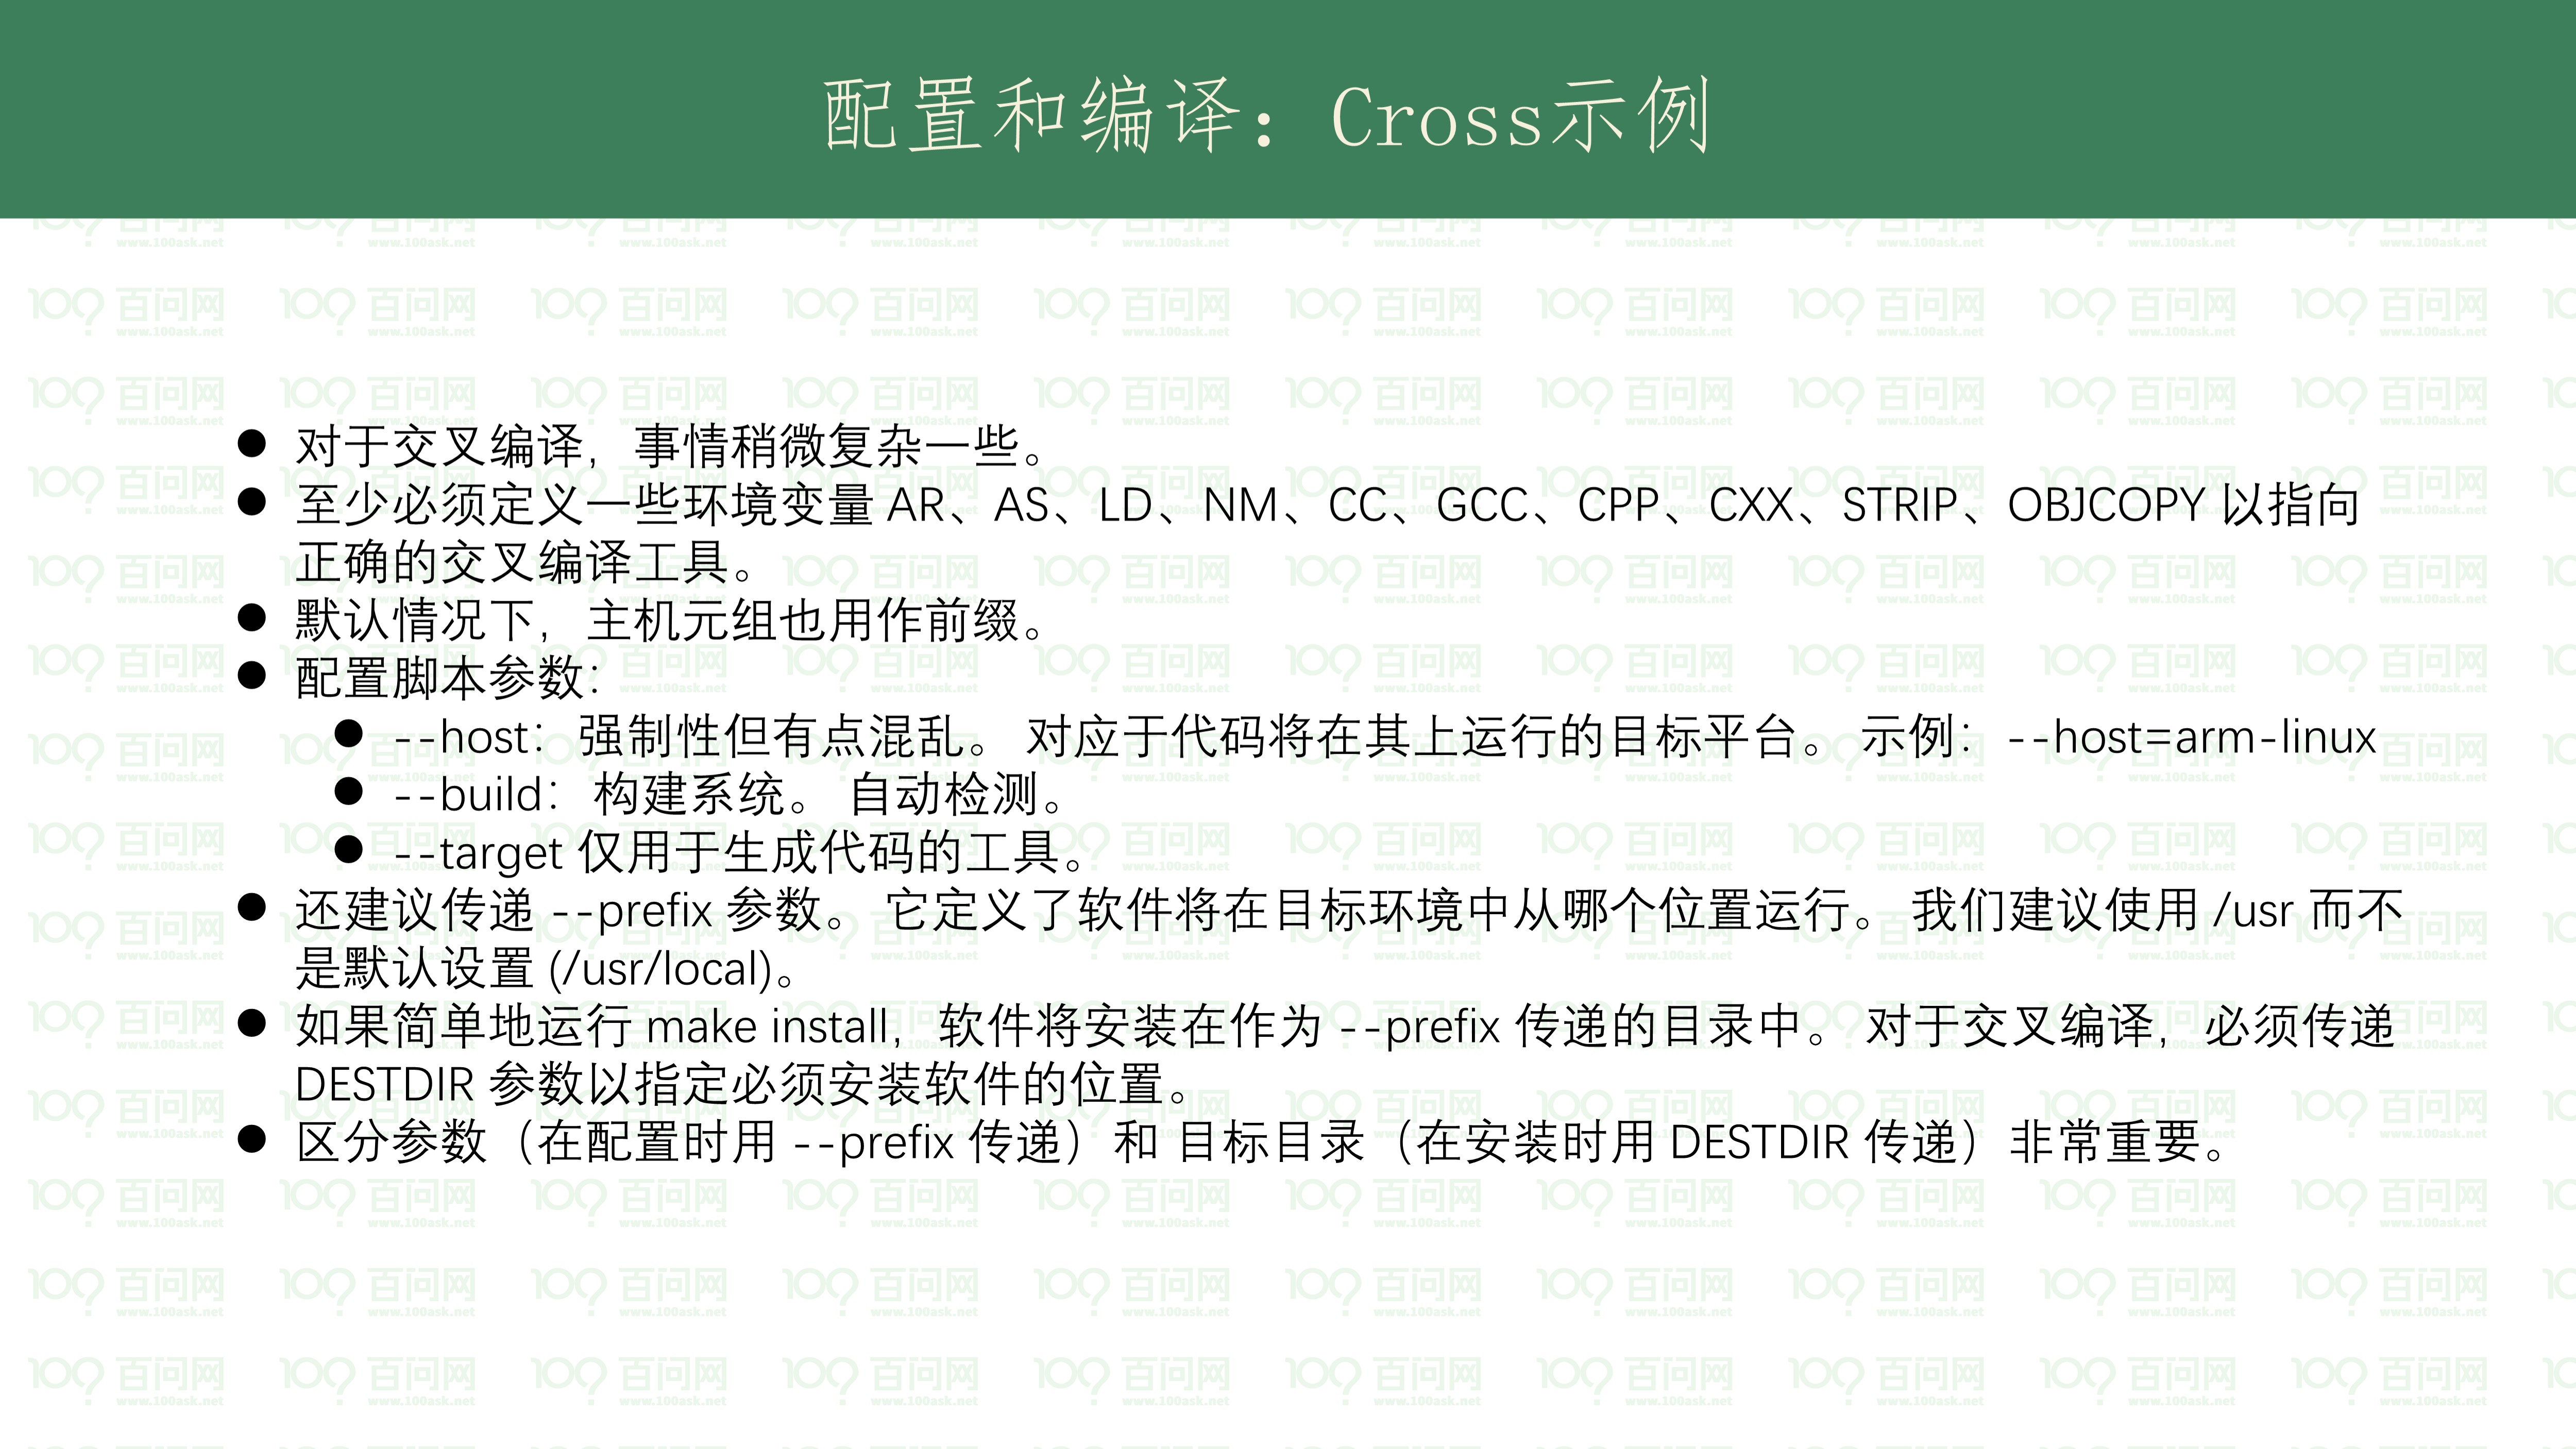 配置和编译：Cross示例
对于交叉编译，事情稍微复杂一些。
至少必须定义一些环境变量 AR、AS、LD、NM、CC、GCC、CPP、CXX、STRIP、OBJCOPY 以指向
正确的交叉编译工具。
默认情况下，主机元组也用作前缀。
配置脚本参数：
--host：强制性但有点混乱。 对应于代码将在其上运行的目标平台。 示例：--host=arm-linux
--build：构建系统。 自动检测。
--target 仅用于生成代码的工具。
还建议传递 --prefix 参数。 它定义了软件将在目标环境中从哪个位置运行。 我们建议使用 /usr 而不
是默认设置 (/usr/local)。
如果简单地运行 make install，软件将安装在作为 --prefix 传递的目录中。 对于交叉编译，必须传递
DESTDIR 参数以指定必须安装软件的位置。
区分参数（在配置时用 --prefix 传递）和 目标目录（在安装时用 DESTDIR 传递）非常重要。
百问网
www.100ask.net